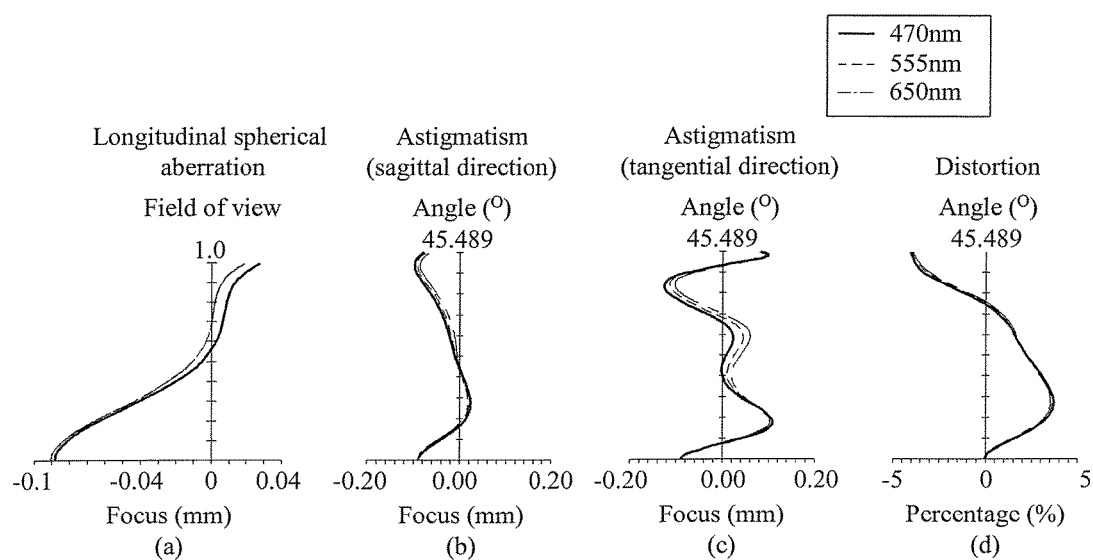 470nm
555nm
650nm
Longitudinal spherical
aberration
Field of view
1.0
-0.1
-0.04
0
0.04
Focus (mm)
(a)
Astigmatism
(sagittal direction)
Angle (O)
45.489
-0.20
0.00
0.20
Focus (mm)
(b)
Astigmatism
(tangential direction)
Angle (O)
45.489
-0.20
0.00
0.20
Focus (mm)
(c)
Distortion
Angle (O)
45.489
-5
0
5
Percentage (%)
(d)